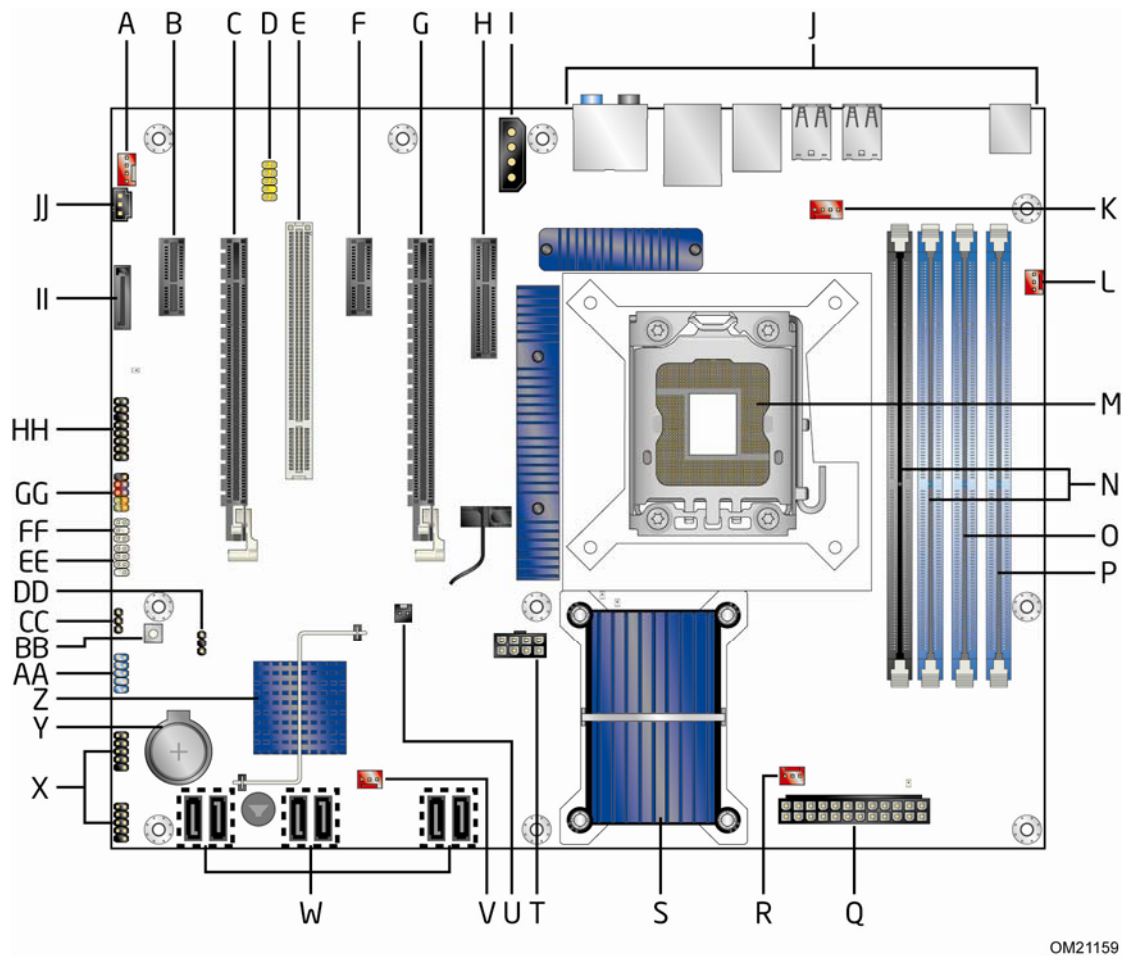 A B C D E F G H I J
JJ
K
II
L
HH
M
GG
N
FF
O
EE
P
DD
CC
BB
AA
Z
Y
X
W V U T S R Q
OM21159